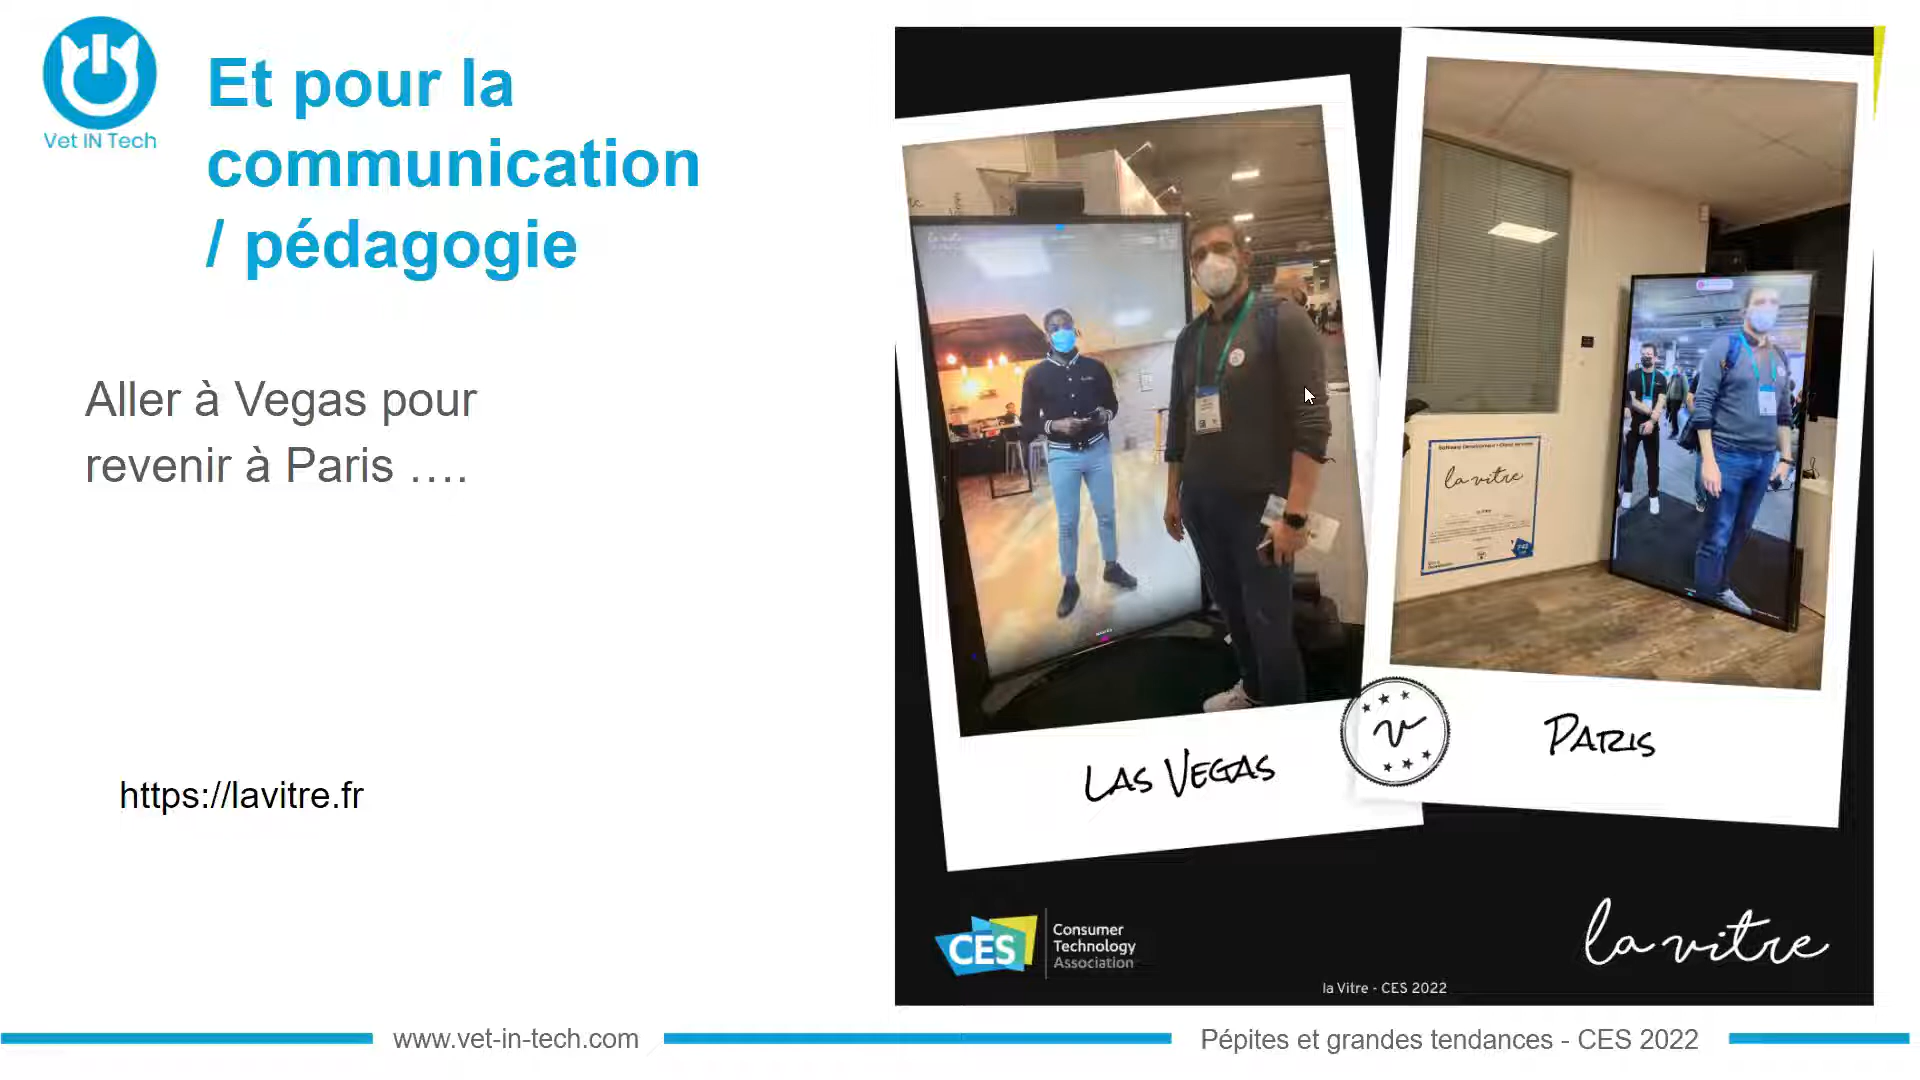 Vet IN Tech
Et pour la
communication
/ pédagogie
Aller à Vegas pour
revenir à Paris ....
https://lavitre.fr
la vitre
Las Vegas
Paris
v
CES
Consumer
Technology
Association
la vitre
la Vitre - CES 2022
www.vet-in-tech.com
Pépites et grandes tendances - CES 2022